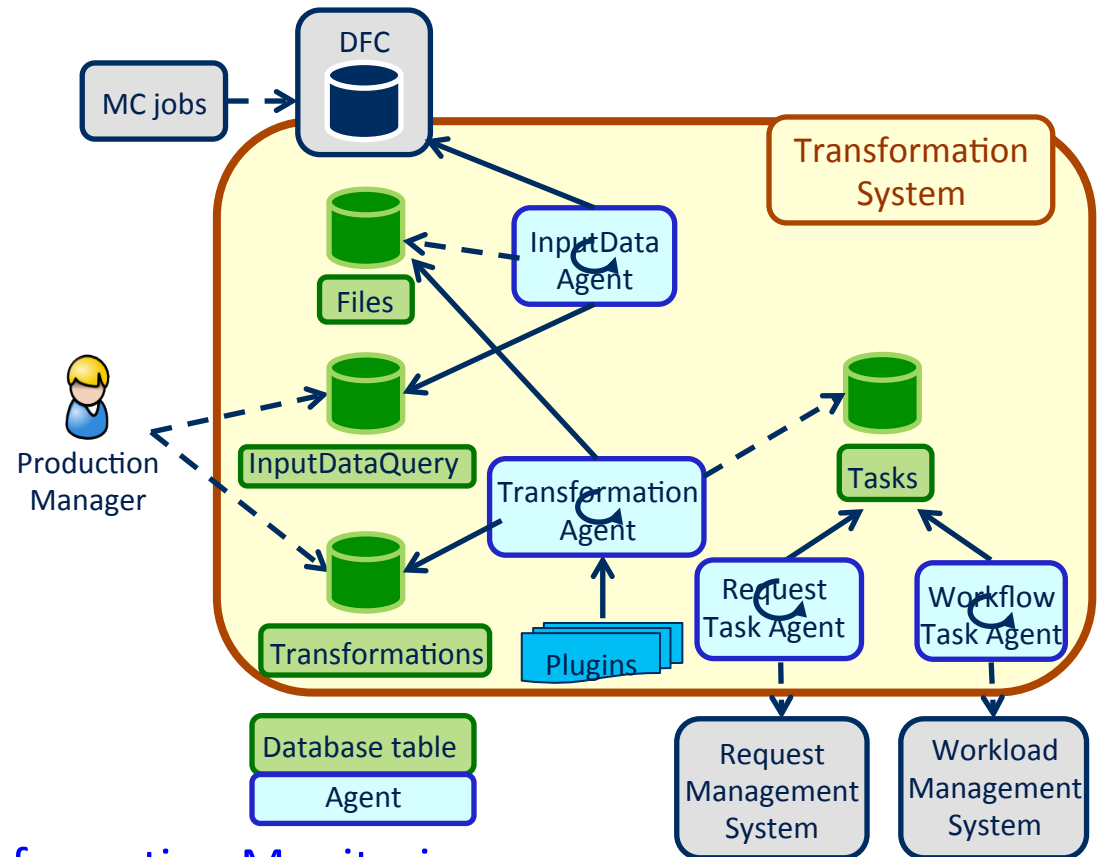 DFC
MC jobs
Transformation
System
InputData
Agent
Files
Production
Manager
InputDataQuery
Transformation
Agent
Tasks
Request
Task Agent
Workflow
Task Agent
Transformations
Plugins
Database table
Agent
Request
Management
System
Workload
Management
System